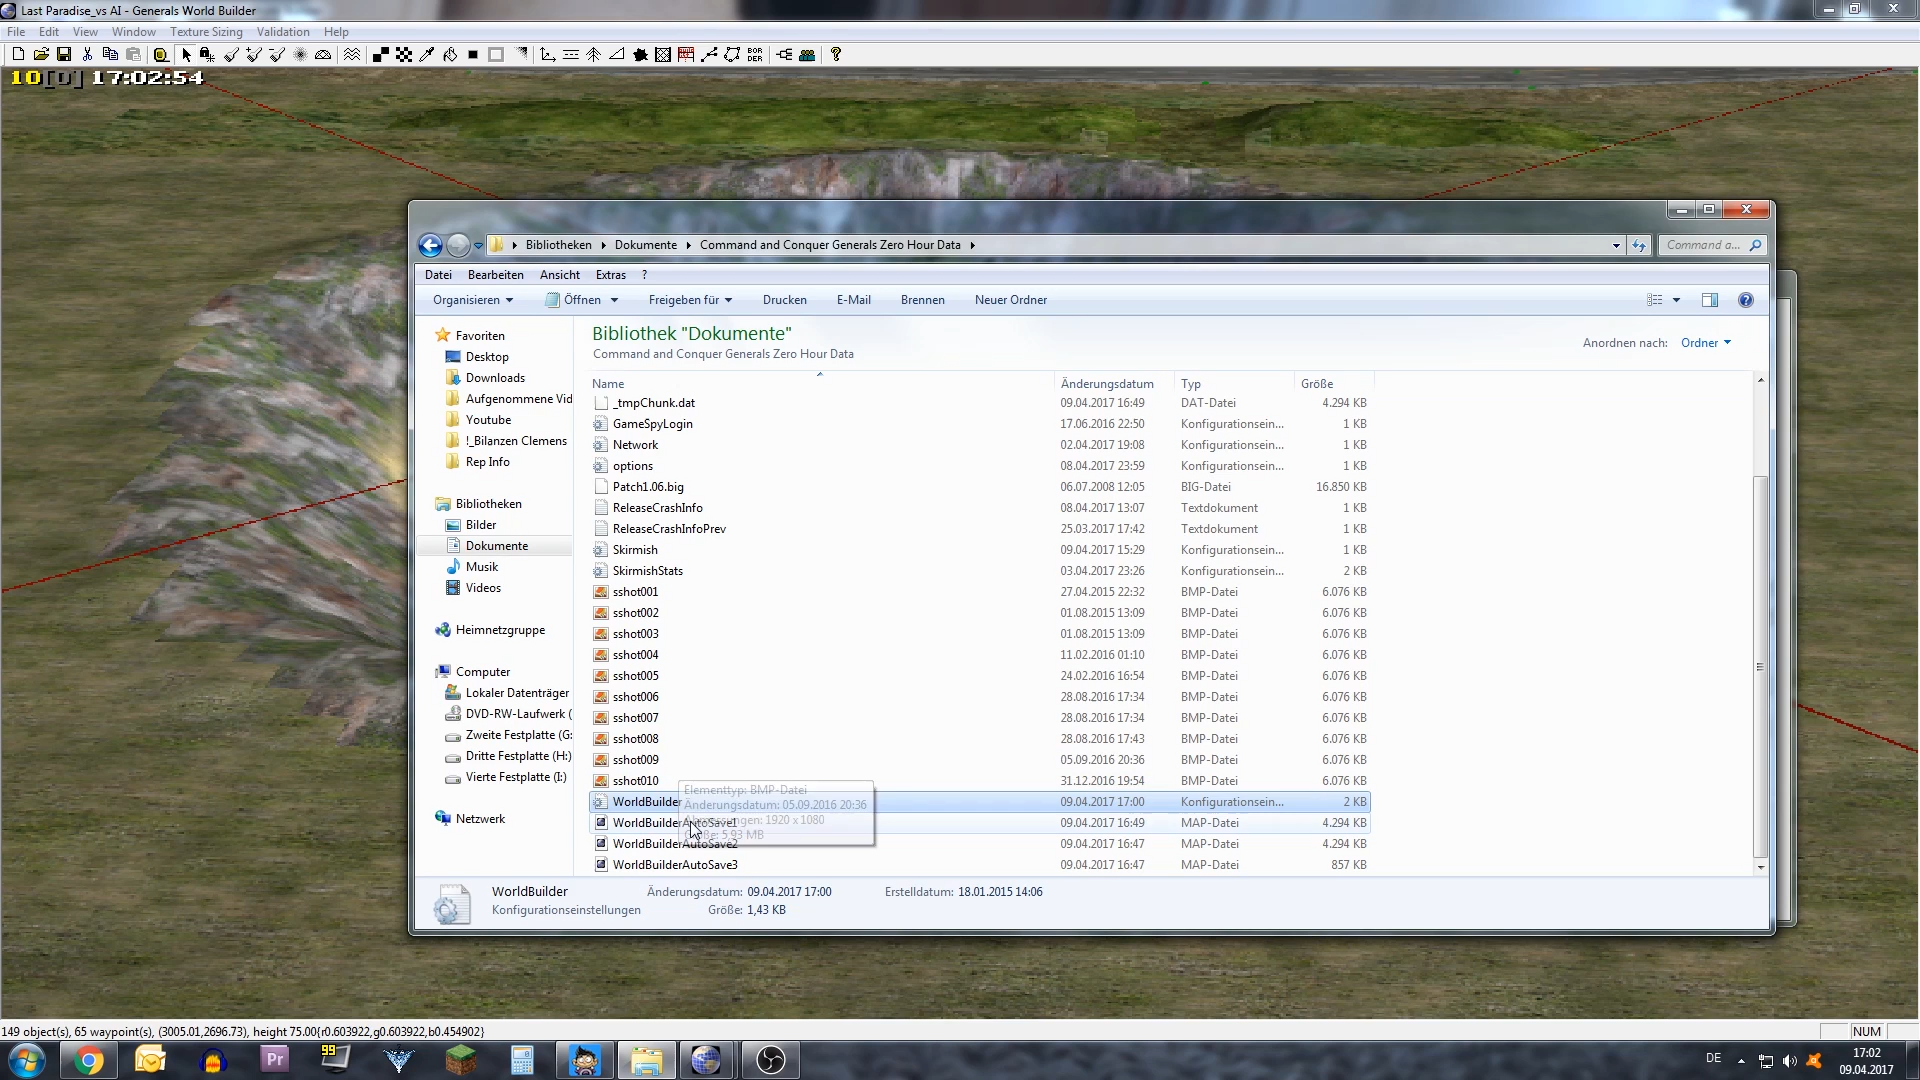 Last Paradise_vs AI - Generals World Builder
File Edit View Window Texture Sizing Validation Help
BOR
DER
10[0] 17:02:54
Bibliotheken Dokumente Command and Conquer Generals Zero Hour Data
Command a...
Datei Bearbeiten Ansicht Extras ?
Organisieren Öffnen Freigeben für Drucken E-Mail Brennen Neuer Ordner
Favoriten
Desktop
Downloads
Aufgenommene Vid
Youtube
!_Bilanzen Clemens
Rep Info
Bibliotheken
Bilder
Dokumente
Musik
Videos
Heimnetzgruppe
Computer
Lokaler Datenträger
DVD-RW-Laufwerk (
Zweite Festplatte (G:
Dritte Festplatte (H:)
Vierte Festplatte (I:)
Netzwerk
Bibliothek "Dokumente"
Command and Conquer Generals Zero Hour Data
Anordnen nach: Ordner
Name Änderungsdatum Typ Größe
_tmpChunk.dat 09.04.2017 16:49 DAT-Datei 4.294 KB
GameSpyLogin 17.06.2016 22:50 Konfigurationsein... 1 KB
Network 02.04.2017 19:08 Konfigurationsein... 1 KB
options 08.04.2017 23:59 Konfigurationsein... 1 KB
Patch1.06.big 06.07.2008 12:05 BIG-Datei 16.850 KB
ReleaseCrashInfo 08.04.2017 13:07 Textdokument 1 KB
ReleaseCrashInfoPrev 25.03.2017 17:42 Textdokument 1 KB
Skirmish 09.04.2017 15:29 Konfigurationsein... 1 KB
SkirmishStats 03.04.2017 23:26 Konfigurationsein... 2 KB
sshot001 27.04.2015 22:32 BMP-Datei 6.076 KB
sshot002 01.08.2015 13:09 BMP-Datei 6.076 KB
sshot003 01.08.2015 13:09 BMP-Datei 6.076 KB
sshot004 11.02.2016 01:10 BMP-Datei 6.076 KB
sshot005 24.02.2016 16:54 BMP-Datei 6.076 KB
sshot006 28.08.2016 17:34 BMP-Datei 6.076 KB
sshot007 28.08.2016 17:34 BMP-Datei 6.076 KB
sshot008 28.08.2016 17:43 BMP-Datei 6.076 KB
sshot009 05.09.2016 20:36 BMP-Datei 6.076 KB
sshot010 31.12.2016 19:54 BMP-Datei 6.076 KB
WorldBuilder 09.04.2017 17:00 Konfigurationsein... 2 KB
WorldBuilderAutoSave1 09.04.2017 16:49 MAP-Datei 4.294 KB
WorldBuilderAutoSave2 09.04.2017 16:47 MAP-Datei 4.294 KB
WorldBuilderAutoSave3 09.04.2017 16:47 MAP-Datei 857 KB
Elementtyp: BMP-Datei
Änderungsdatum: 05.09.2016 20:36
1920 x 1080
5,93 MB
WorldBuilder Änderungsdatum: 09.04.2017 17:00 Erstelldatum: 18.01.2015 14:06
Konfigurationseinstellungen Größe: 1,43 KB
149 object(s), 65 waypoint(s), (3005.01,2696.73), height 75.00{r0.603922,g0.603922,b0.454902}
NUM
Pr
99
DE
17:02
09.04.2017